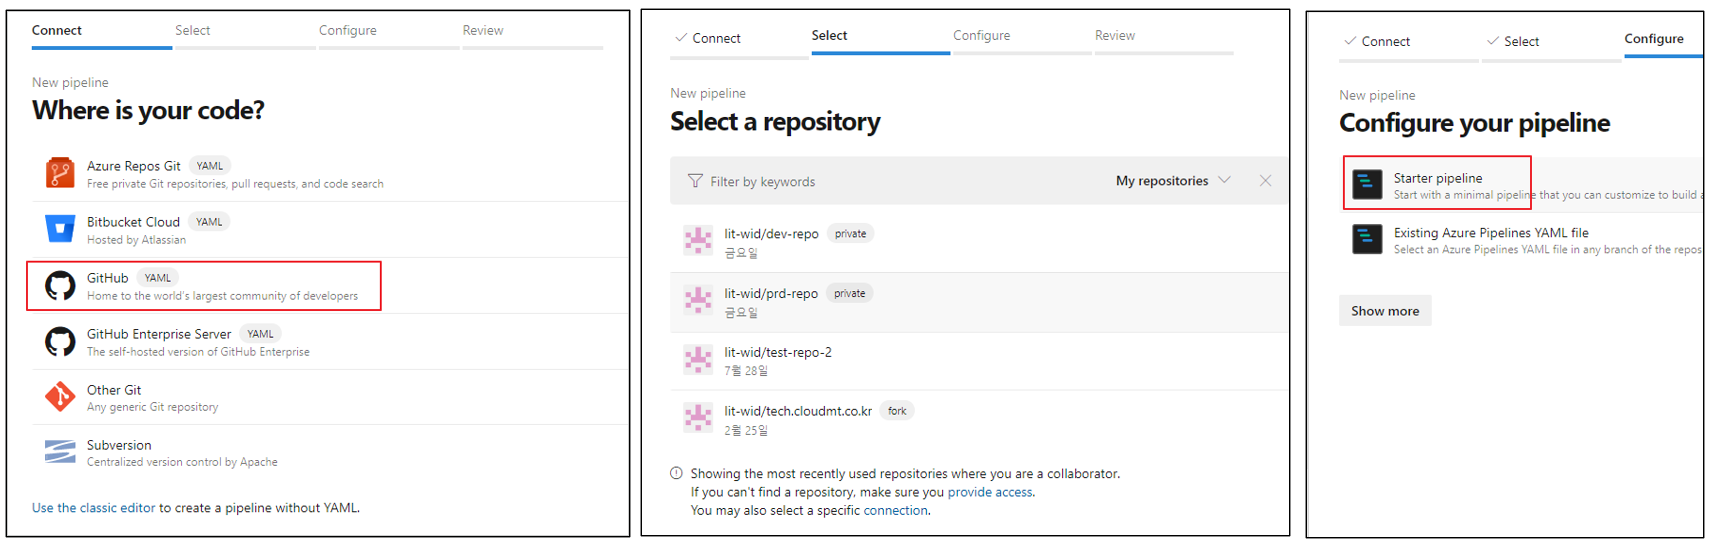 Connect
Select
Configure
Review
New pipeline
Where is your code?
Azure Repos Git YAML
Free private Git repositories, pull requests, and code search
Bitbucket Cloud YAML
Hosted by Atlassian
GitHub YAML
Home to the world's largest community of developers
GitHub Enterprise Server YAML
The self-hosted version of GitHub Enterprise
Other Git
Any generic Git repository
Subversion
Centralized version control by Apache
Use the classic editor to create a pipeline without YAML.
Connect
Select
Configure
Review
New pipeline
Select a repository
Filter by keywords
My repositories
lit-wid/dev-repo private
금요일
lit-wid/prd-repo private
금요일
lit-wid/test-repo-2
7월 28일
lit-wid/tech.cloudmt.co.kr fork
2월 25일
Showing the most recently used repositories where you are a collaborator.
If you can't find a repository, make sure you provide access.
You may also select a specific connection.
Connect
Select
Configure
New pipeline
Configure your pipeline
Starter pipeline
Start with a minimal pipeline that you can customize to build a
Existing Azure Pipelines YAML file
Select an Azure Pipelines YAML file in any branch of the repos
Show more